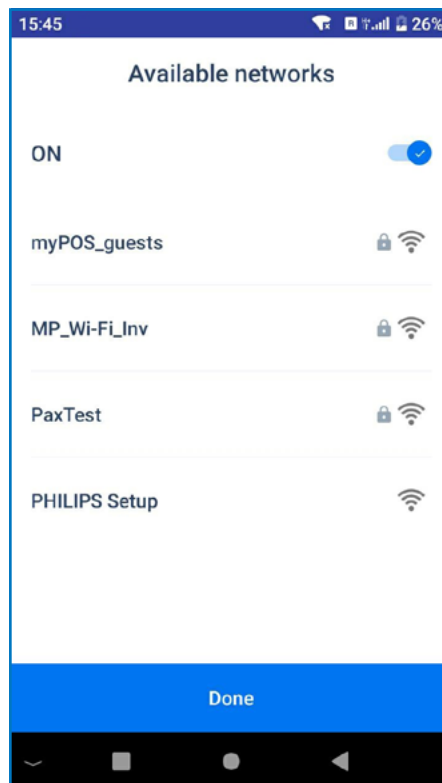 15:45 R 26%
Available networks
ON
myPOS_guests
MP_Wi-Fi_Inv
PaxTest
PHILIPS Setup
Done